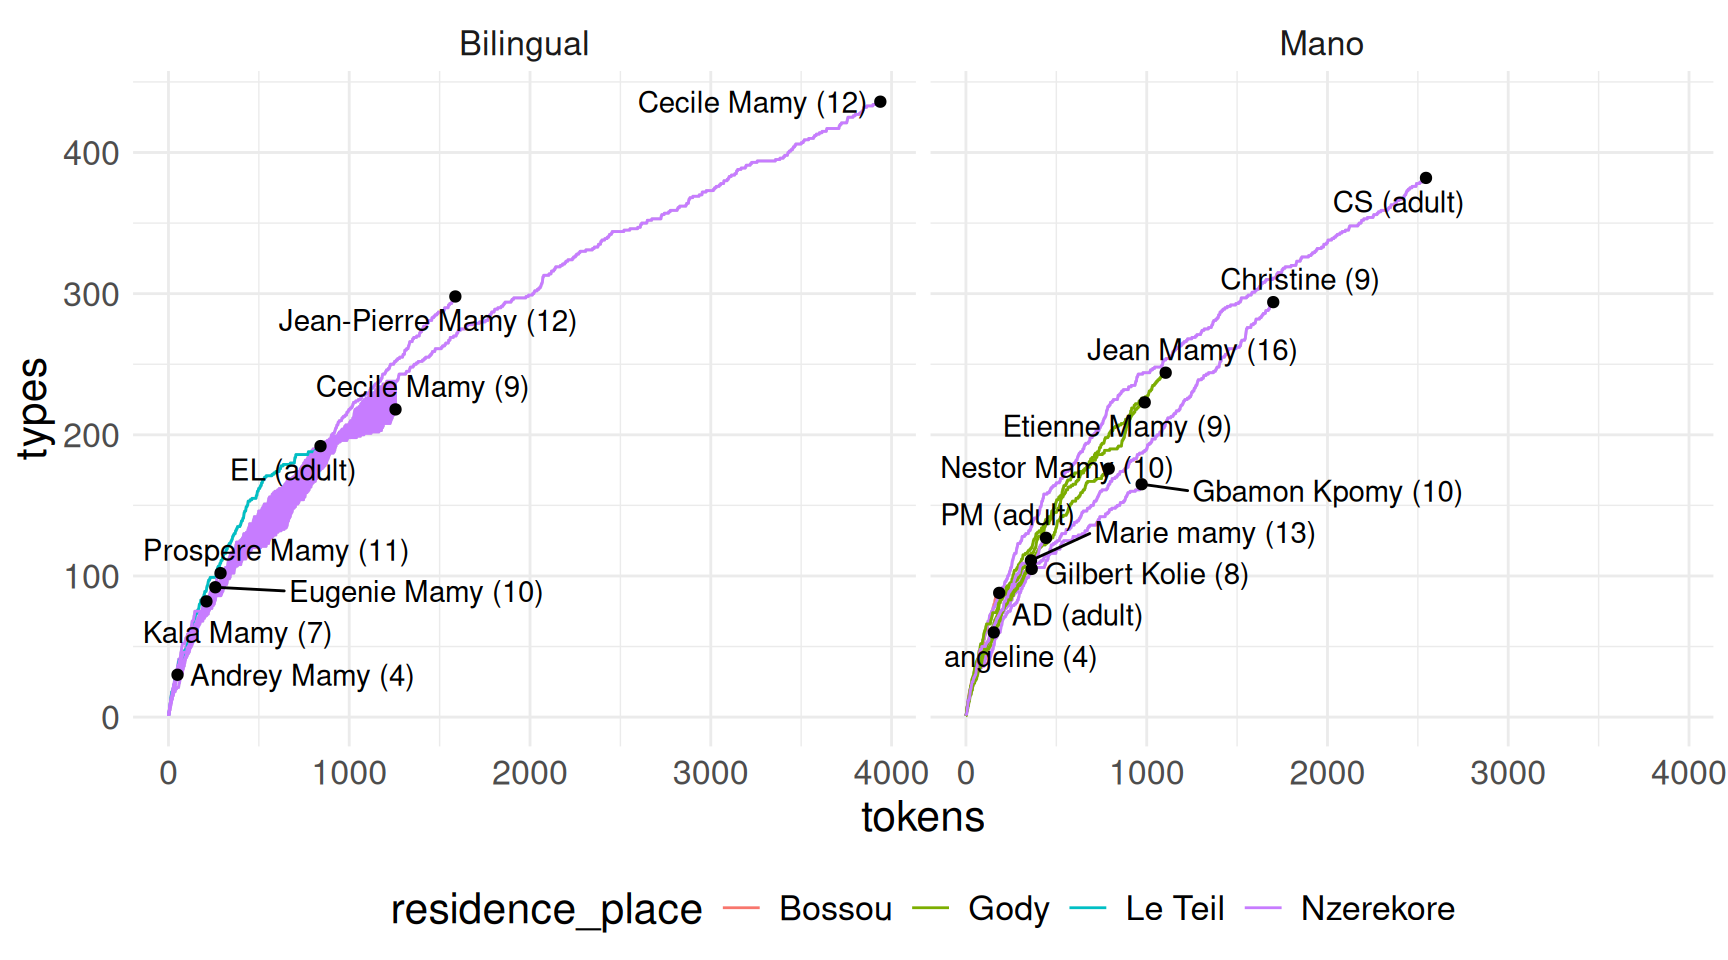 Bilingual
Mano
types
400
300
200
100
0
Cecile Mamy (12)
Jean-Pierre Mamy (12)
Cecile Mamy (9)
EL (adult)
Prospere Mamy (11)
Eugenie Mamy (10)
Kala Mamy (7)
Andrey Mamy (4)
CS (adult)
Christine (9)
Jean Mamy (16)
Etienne Mamy (9)
Nestor Mamy (10)
Gbamon Kpomy (10)
PM (adult)
Marie mamy (13)
Gilbert Kolie (8)
AD (adult)
angeline (4)
0 1000 2000 3000 4000
0 1000 2000 3000 4000
tokens
residence_place Bossou Gody Le Teil Nzerekore